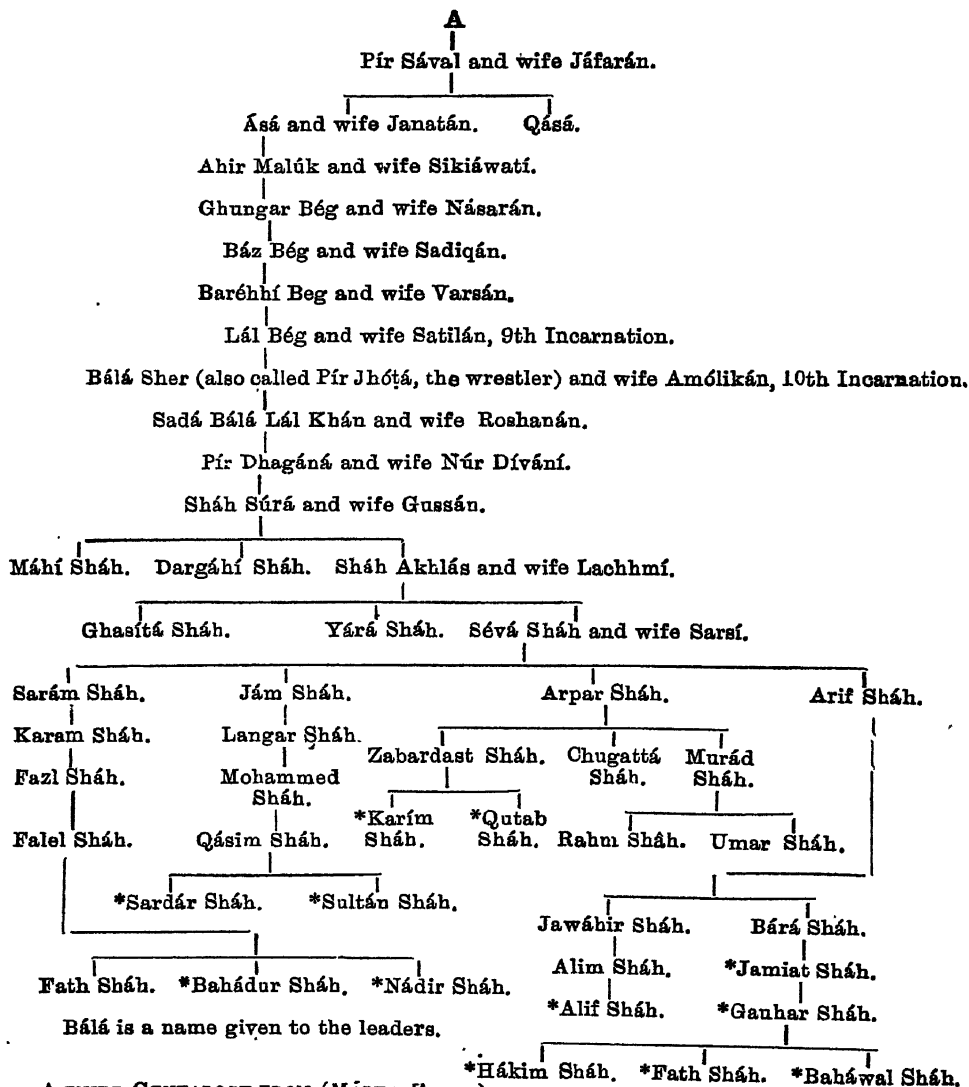 A
Pír Sával and wife Jáfarán.
Ásá and wife Janatán. Qásá.
Ahir Malúk and wife Sikiáwatí.
Ghungar Bég and wife Násarán.
Báz Bég and wife Sadiqán.
Baréhhí Beg and wife Varsán.
Lál Bég and wife Satilán, 9th Incarnation.
Bálá Sher (also called Pír Jhóṭá, the wrestler) and wife Amólikán, 10th Incarnation.
Sadá Bálá Lál Khán and wife Roshanán.
Pír Dhagáná and wife Núr Dívání.
Sháh Súrá and wife Gussán.
Máhí Sháh. Dargáhí Sháh. Sháh Akhlás and wife Lachhmí.
Ghasítá Sháh. Yárá Sháh. Sévá Sháh and wife Sarsí.
Sarám Sháh. Jám Sháh. Arpar Sháh. Arif Sháh.
Karam Sháh. Langar Sháh. Zabardast Sháh. Chugattá Sháh. Murád Sháh.
Fazl Sháh. Mohammed Sháh. *Karím Sháh. *Qutab Sháh.
Falel Sháh. Qásim Sháh. Rahm Shâh. Umar Sháh.
*Sardár Sháh. *Sultán Sháh.
Jawáhir Sháh. Bárá Sháh.
Alim Sháh. *Jamiat Sháh.
Fath Sháh. *Bahádur Sháh. *Nádir Sháh.
*Alif Sháh. *Gauhar Sháh.
Bálá is a name given to the leaders.
*Hákim Sháh. *Fath Sháh. *Baháwal Sháh.